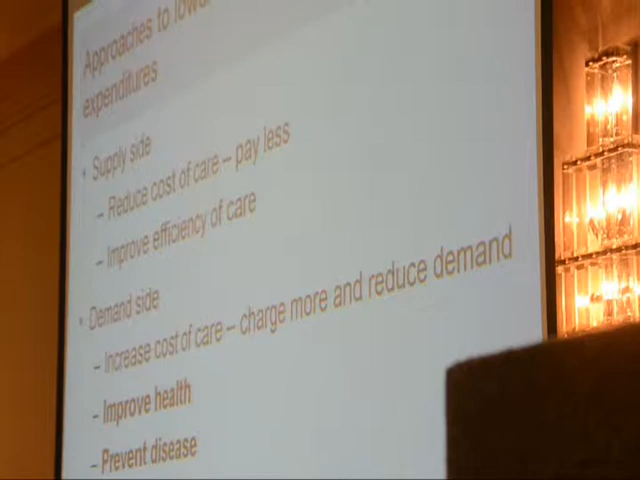 Approaches to
expenditures
• Supply side
– Reduce cost of care – pay less
– Improve efficiency of care
• Demand side
– Increase cost of care – charge more and reduce demand
– Improve health
– Prevent disease